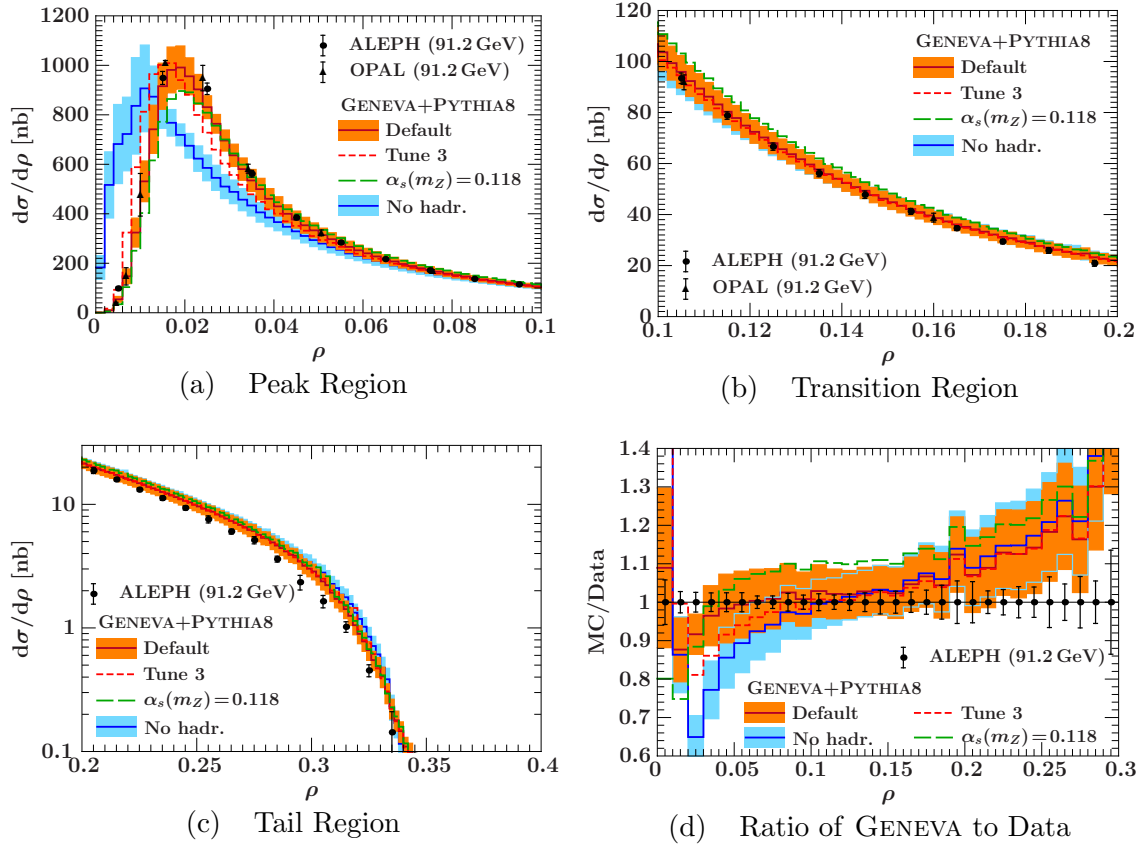 1200
1000
800
600
400
200
0
dσ/dρ [nb]
ALEPH (91.2 GeV)
OPAL (91.2 GeV)
GENEVA+PYTHIA8
Default
Tune 3
αs(mZ)=0.118
No hadr.
0 0.02 0.04 0.06 0.08 0.1
ρ
(a) Peak Region
120
100
80
60
40
20
0
dσ/dρ [nb]
GENEVA+PYTHIA8
Default
Tune 3
αs(mZ)=0.118
No hadr.
ALEPH (91.2 GeV)
OPAL (91.2 GeV)
0.1 0.12 0.14 0.16 0.18 0.2
ρ
(b) Transition Region
10
1
0.1
dσ/dρ [nb]
ALEPH (91.2 GeV)
GENEVA+PYTHIA8
Default
Tune 3
αs(mZ)=0.118
No hadr.
0.2 0.25 0.3 0.35 0.4
ρ
(c) Tail Region
1.4
1.3
1.2
1.1
1
0.9
0.8
0.7
0.6
MC/Data
ALEPH (91.2 GeV)
GENEVA+PYTHIA8
Default
Tune 3
No hadr.
αs(mZ)=0.118
0 0.05 0.1 0.15 0.2 0.25 0.3
ρ
(d) Ratio of GENEVA to Data